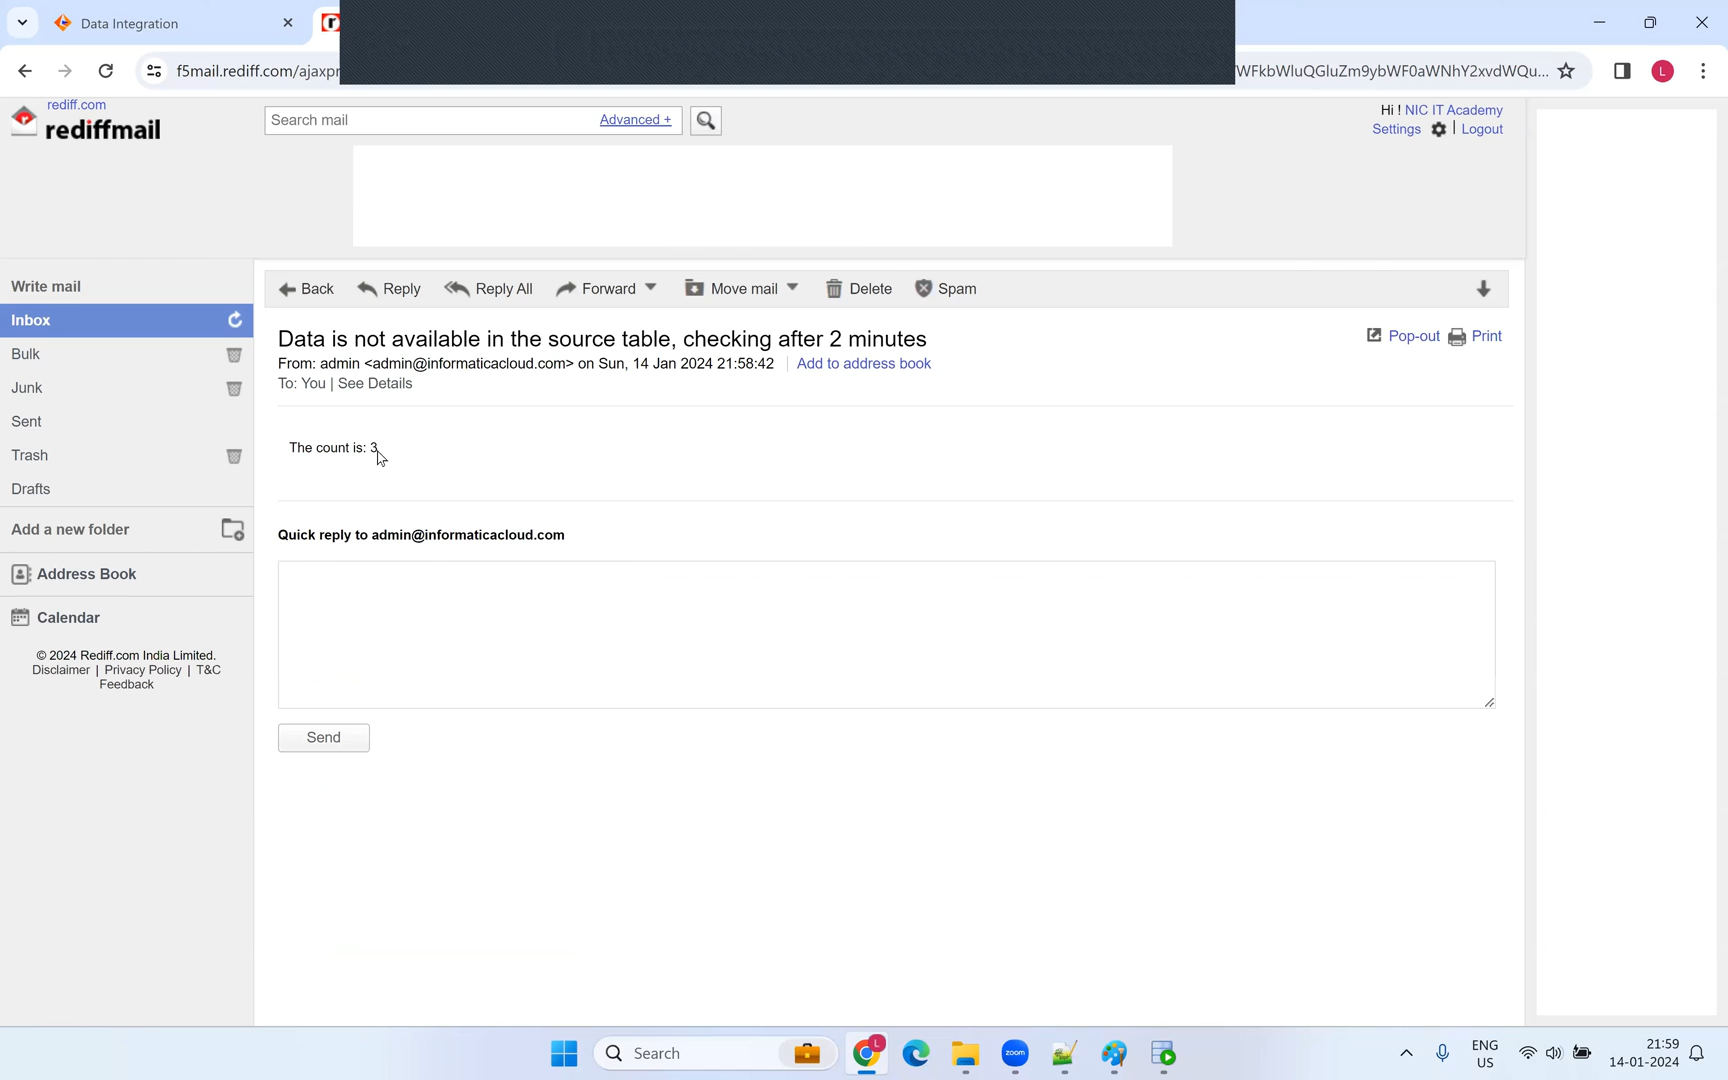 Data Integration
f5mail.rediff.com/ajaxpr
WFkbWluQGluZm9ybWF0aWNhY2xvdWQu...
L
rediff.com
rediffmail
Search mail
Advanced +
Hi ! NIC IT Academy
Settings | Logout
Write mail
Inbox
Bulk
Junk
Sent
Trash
Drafts
Add a new folder
Address Book
Calendar
© 2024 Rediff.com India Limited.
Disclaimer | Privacy Policy | T&C
Feedback
Back
Reply
Reply All
Forward
Move mail
Delete
Spam
Data is not available in the source table, checking after 2 minutes
Pop-out
Print
From: admin <admin@informaticacloud.com> on Sun, 14 Jan 2024 21:58:42
Add to address book
To: You | See Details
The count is: 3
Quick reply to admin@informaticacloud.com
Send
Search
L
zoom
ENG
US
21:59
14-01-2024